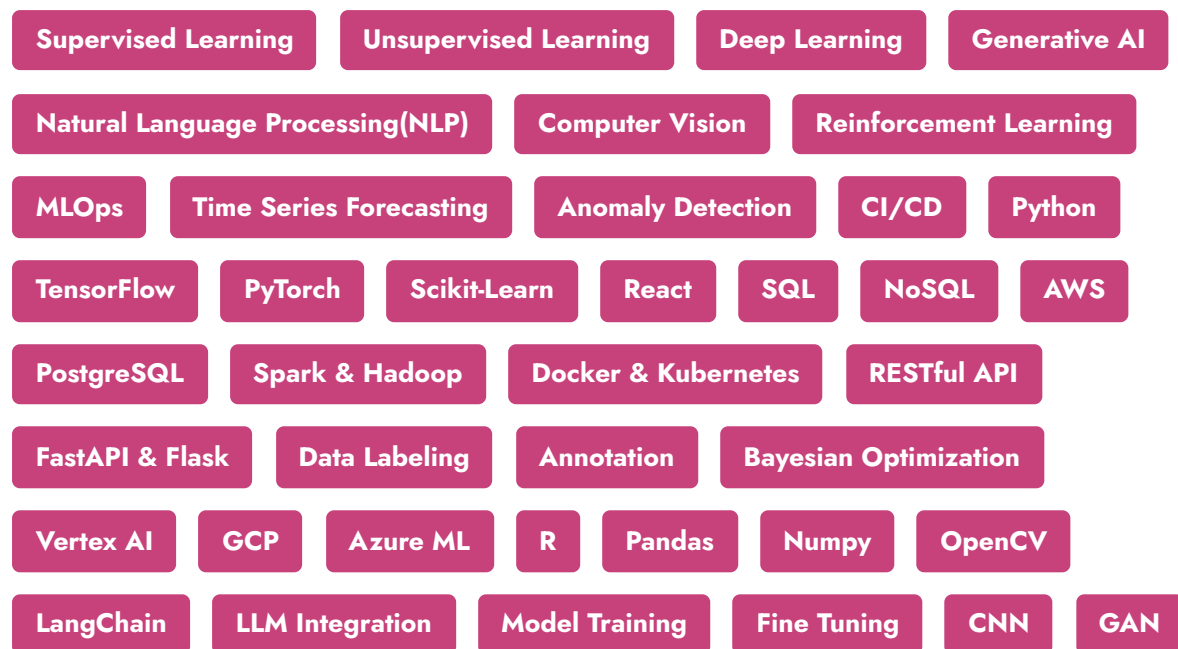 Supervised Learning Unsupervised Learning Deep Learning Generative AI
Natural Language Processing(NLP) Computer Vision Reinforcement Learning
MLOps Time Series Forecasting Anomaly Detection CI/CD Python
TensorFlow PyTorch Scikit-Learn React SQL NoSQL AWS
PostgreSQL Spark & Hadoop Docker & Kubernetes RESTful API
FastAPI & Flask Data Labeling Annotation Bayesian Optimization
Vertex AI GCP Azure ML R Pandas Numpy OpenCV
LangChain LLM Integration Model Training Fine Tuning CNN GAN